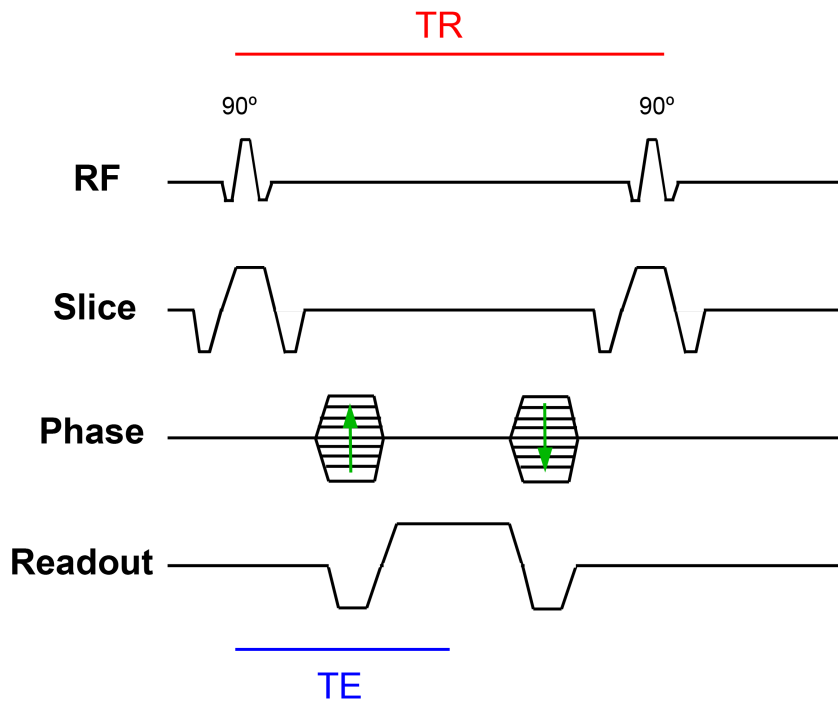 TR
90º
90º
RF
Slice
Phase
Readout
TE